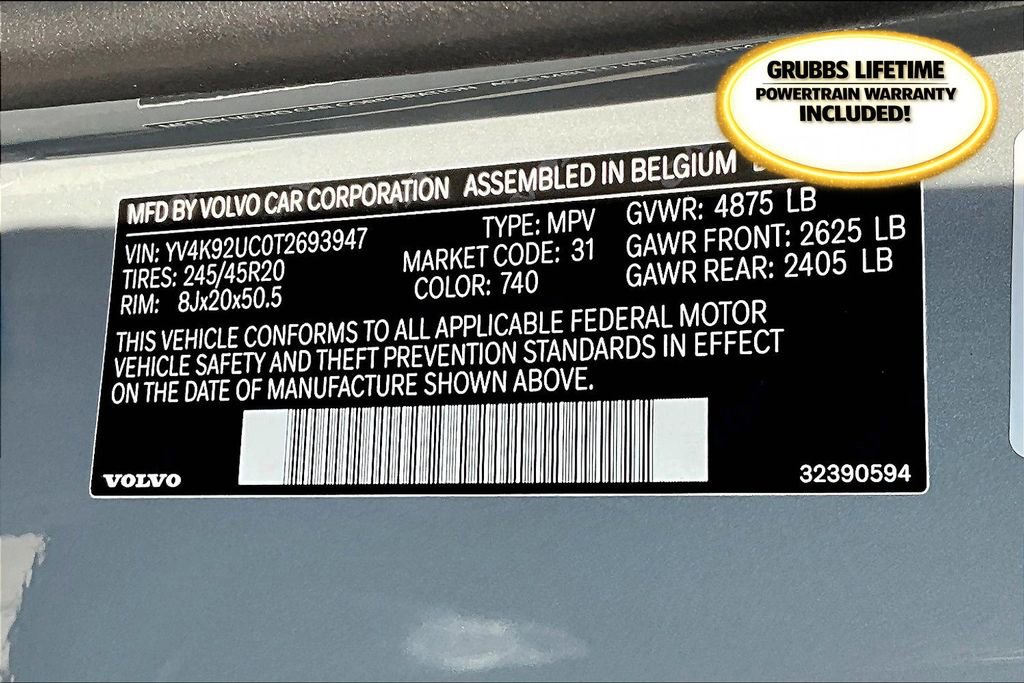 GRUBBS LIFETIME
POWERTRAIN WARRANTY
INCLUDED!
MFD BY VOLVO CAR CORPORATION ASSEMBLED IN BELGIUM
VIN: YV4K92UC0T2693947 TYPE: MPV GVWR: 4875 LB
TIRES: 245/45R20 MARKET CODE: 31 GAWR FRONT: 2625 LB
RIM: 8Jx20x50.5 COLOR: 740 GAWR REAR: 2405 LB
THIS VEHICLE CONFORMS TO ALL APPLICABLE FEDERAL MOTOR
VEHICLE SAFETY AND THEFT PREVENTION STANDARDS IN EFFECT
ON THE DATE OF MANUFACTURE SHOWN ABOVE.
VOLVO 32390594